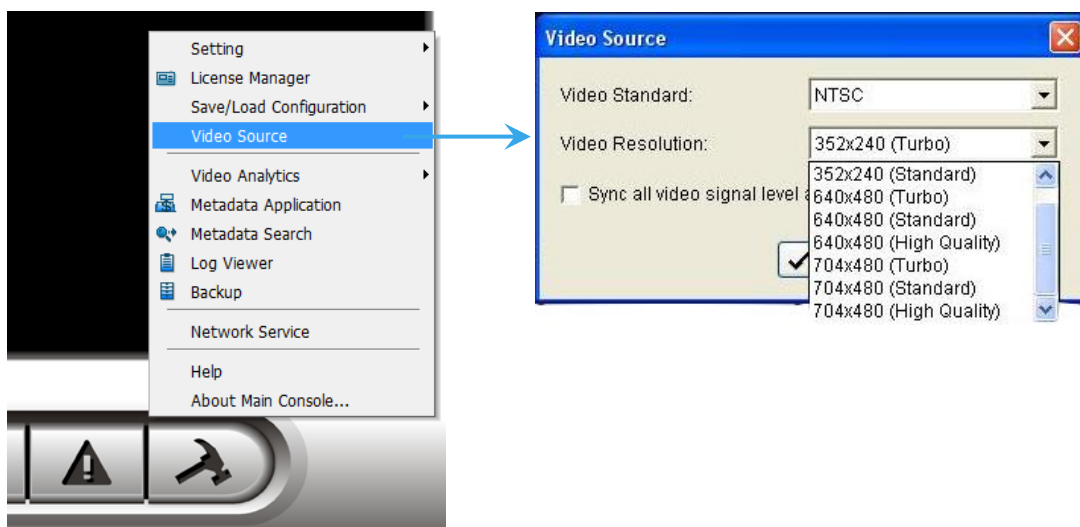 Setting
License Manager
Save/Load Configuration
Video Source
Video Analytics
Metadata Application
Metadata Search
Log Viewer
Backup
Network Service
Help
About Main Console...
Video Source
Video Standard: NTSC
Video Resolution: 352x240 (Turbo)
352x240 (Standard)
Sync all video signal level
640x480 (Turbo)
640x480 (Standard)
640x480 (High Quality)
704x480 (Turbo)
704x480 (Standard)
704x480 (High Quality)